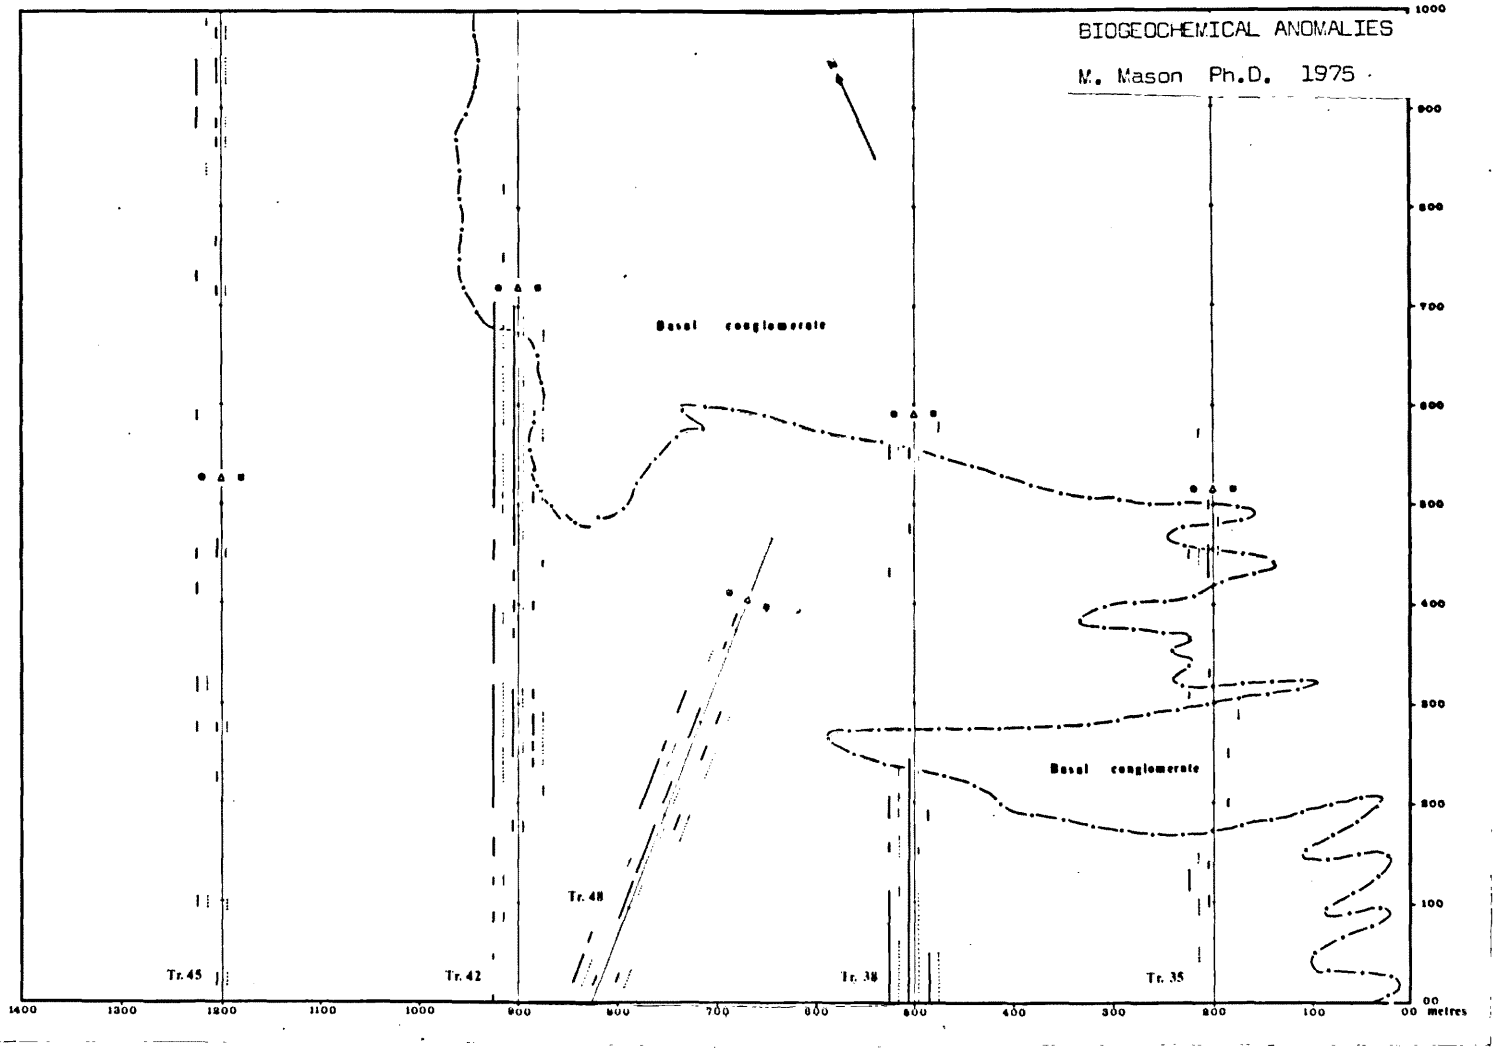 BIOGEOCHEMICAL ANOMALIES
M. Mason Ph.D. 1975
N
1000
900
800
700
600
500
400
300
200
100
00
Basal conglomerate
Basal conglomerate
Tr. 48
Tr. 45
Tr. 42
Tr. 38
Tr. 35
1400 1300 1200 1100 1000 900 800 700 600 500 400 300 200 100 00 metres